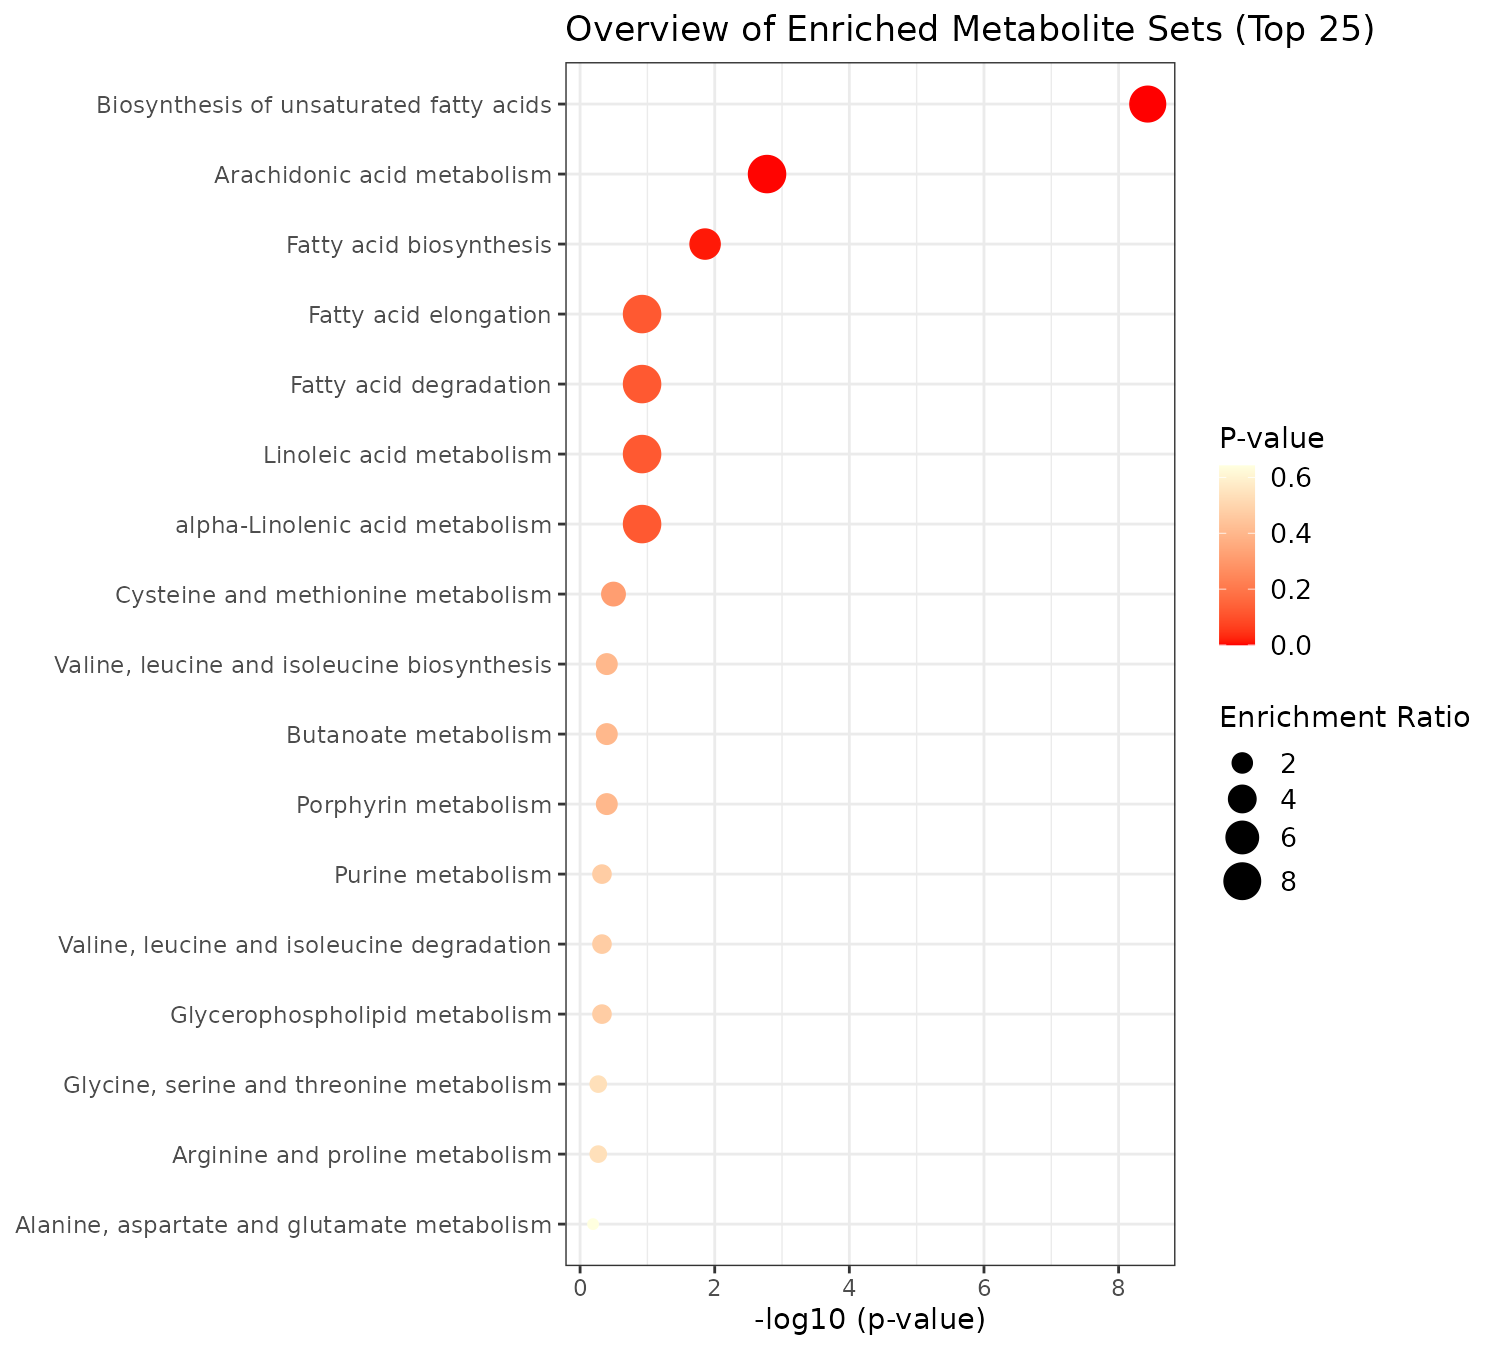 Overview of Enriched Metabolite Sets (Top 25)
Biosynthesis of unsaturated fatty acids
Arachidonic acid metabolism
Fatty acid biosynthesis
Fatty acid elongation
Fatty acid degradation
Linoleic acid metabolism
alpha-Linolenic acid metabolism
Cysteine and methionine metabolism
Valine, leucine and isoleucine biosynthesis
Butanoate metabolism
Porphyrin metabolism
Purine metabolism
Valine, leucine and isoleucine degradation
Glycerophospholipid metabolism
Glycine, serine and threonine metabolism
Arginine and proline metabolism
Alanine, aspartate and glutamate metabolism
0 2 4 6 8
-log10 (p-value)
P-value
0.6
0.4
0.2
0.0
Enrichment Ratio
2
4
6
8